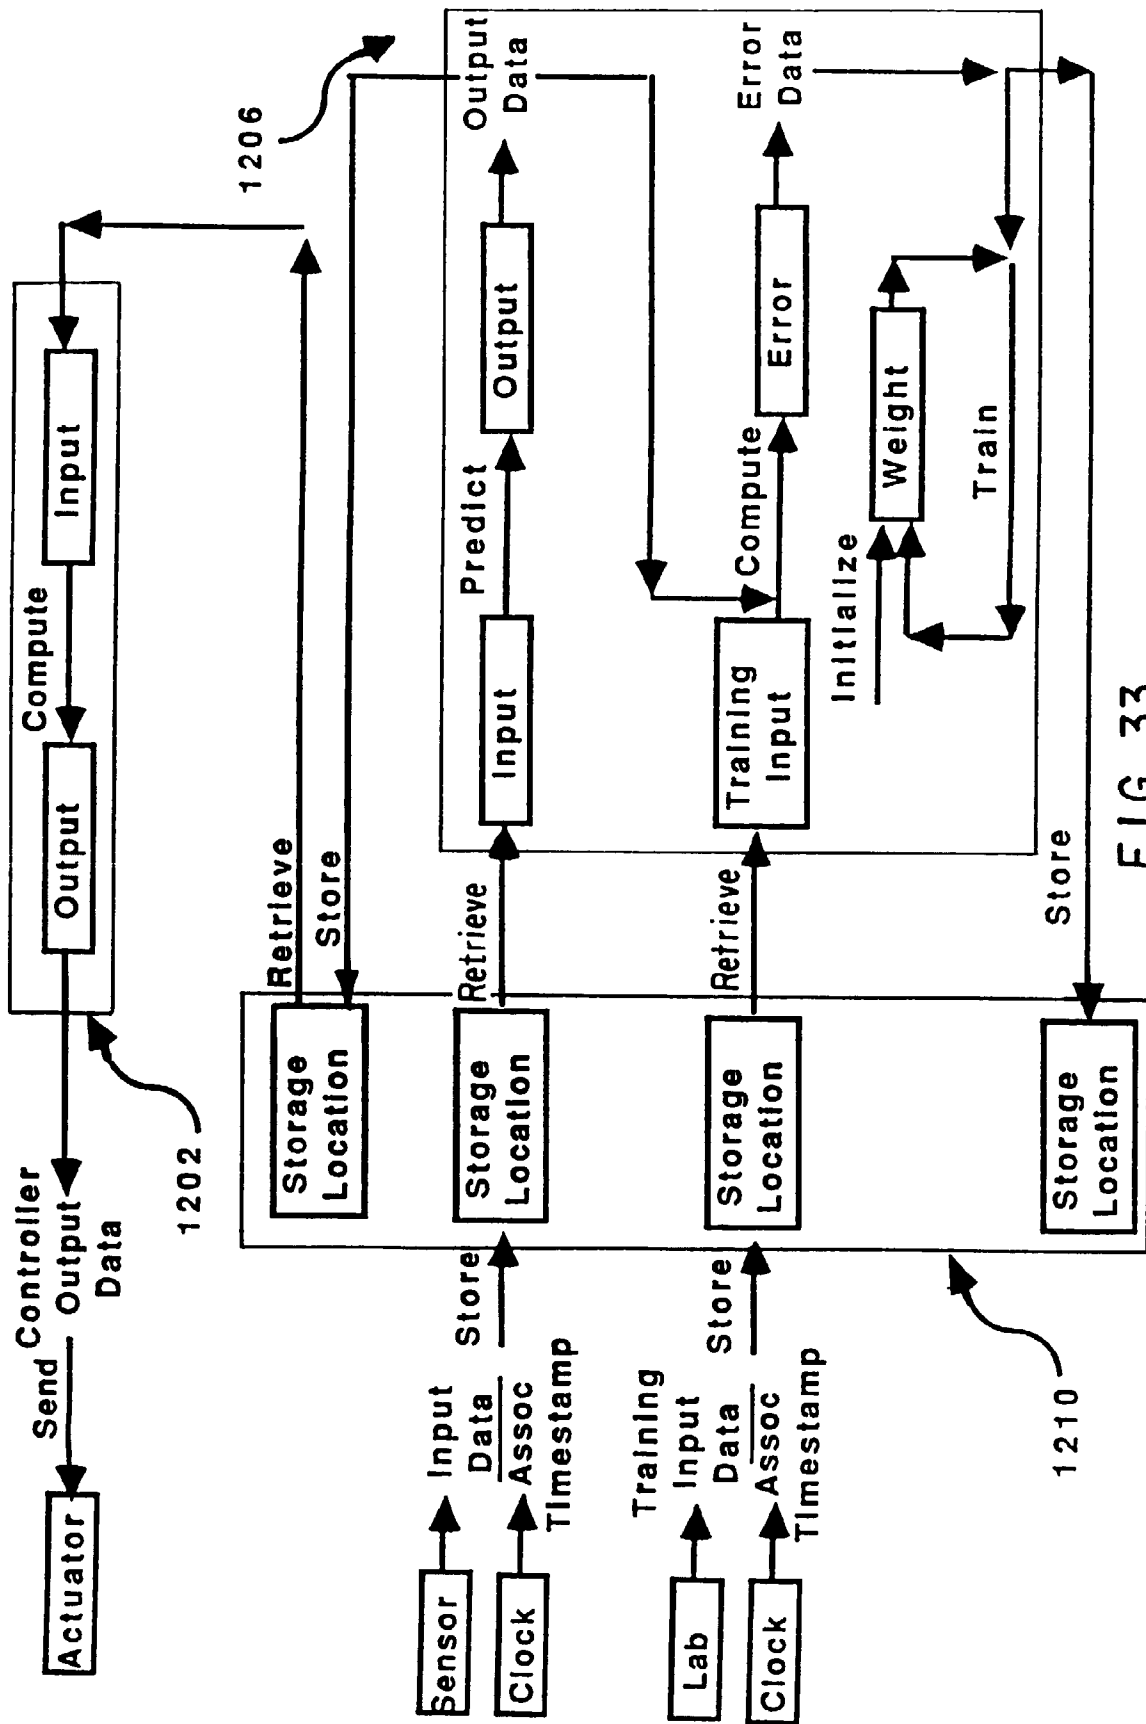 Actuator
Send
Controller
Output
Data
Output
Compute
Input
1202
1206
Storage
Location
Retrieve
Store
Sensor
Input
Data
Clock
Assoc
Timestamp
Store
Storage
Location
Retrieve
Input
Predict
Output
Output
Data
Lab
Training
Input
Data
Clock
Assoc
Timestamp
Store
Storage
Location
Retrieve
Training
Input
Compute
Error
Error
Data
Initialize
Weight
Train
1210
Storage
Location
Store
FIG 33